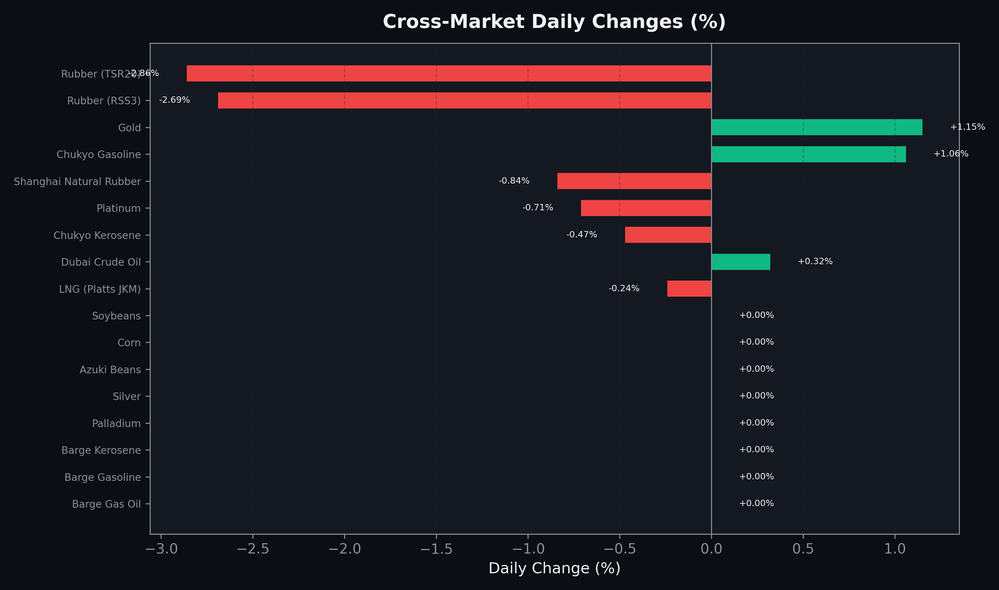 Cross-Market Daily Changes (%)
Rubber (TSR20) -2.86%
Rubber (RSS3) -2.69%
Gold +1.15%
Chukyo Gasoline +1.06%
Shanghai Natural Rubber -0.84%
Platinum -0.71%
Chukyo Kerosene -0.47%
Dubai Crude Oil +0.32%
LNG (Platts JKM) -0.24%
Soybeans +0.00%
Corn +0.00%
Azuki Beans +0.00%
Silver +0.00%
Palladium +0.00%
Barge Kerosene +0.00%
Barge Gasoline +0.00%
Barge Gas Oil +0.00%
−3.0 −2.5 −2.0 −1.5 −1.0 −0.5 0.0 0.5 1.0
Daily Change (%)